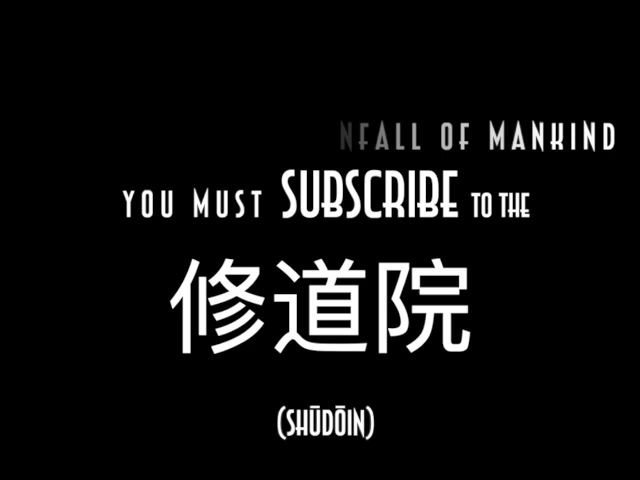 NFALL OF MANKIND
YOU MUST SUBSCRIBE TO THE
修道院
(SHŪDŌIN)